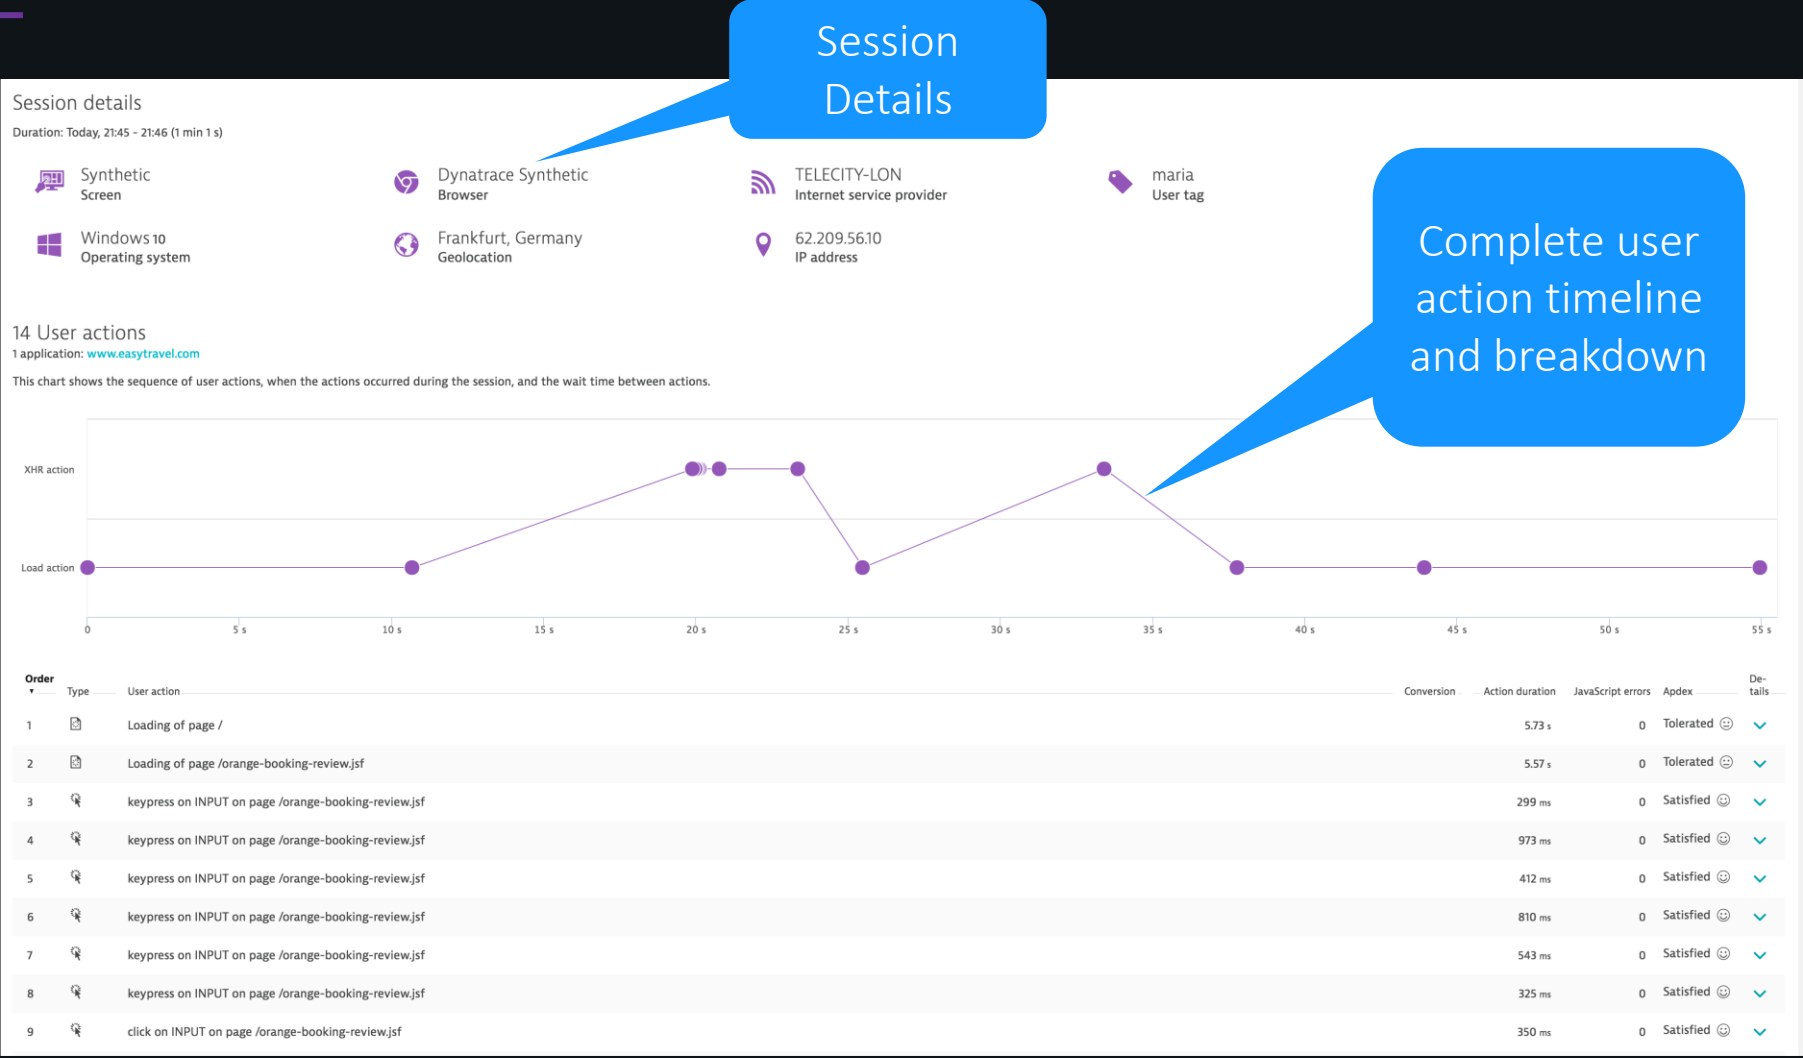 Session
Details
Session details
Duration: Today, 21:45 - 21:46 (1 min 1 s)
Synthetic
Screen
Dynatrace Synthetic
Browser
TELECITY-LON
Internet service provider
maria
User tag
Windows 10
Operating system
Frankfurt, Germany
Geolocation
62.209.56.10
IP address
Complete user
action timeline
and breakdown
14 User actions
1 application: www.easytravel.com
This chart shows the sequence of user actions, when the actions occurred during the session, and the wait time between actions.
XHR action
Load action
0 5 s 10 s 15 s 20 s 25 s 30 s 35 s 40 s 45 s 50 s 55 s
Order Type User action Conversion Action duration JavaScript errors Apdex De-
tails
1 Loading of page / 5.73 s 0 Tolerated
2 Loading of page /orange-booking-review.jsf 5.57 s 0 Tolerated
3 keypress on INPUT on page /orange-booking-review.jsf 299 ms 0 Satisfied
4 keypress on INPUT on page /orange-booking-review.jsf 973 ms 0 Satisfied
5 keypress on INPUT on page /orange-booking-review.jsf 412 ms 0 Satisfied
6 keypress on INPUT on page /orange-booking-review.jsf 810 ms 0 Satisfied
7 keypress on INPUT on page /orange-booking-review.jsf 543 ms 0 Satisfied
8 keypress on INPUT on page /orange-booking-review.jsf 325 ms 0 Satisfied
9 click on INPUT on page /orange-booking-review.jsf 350 ms 0 Satisfied